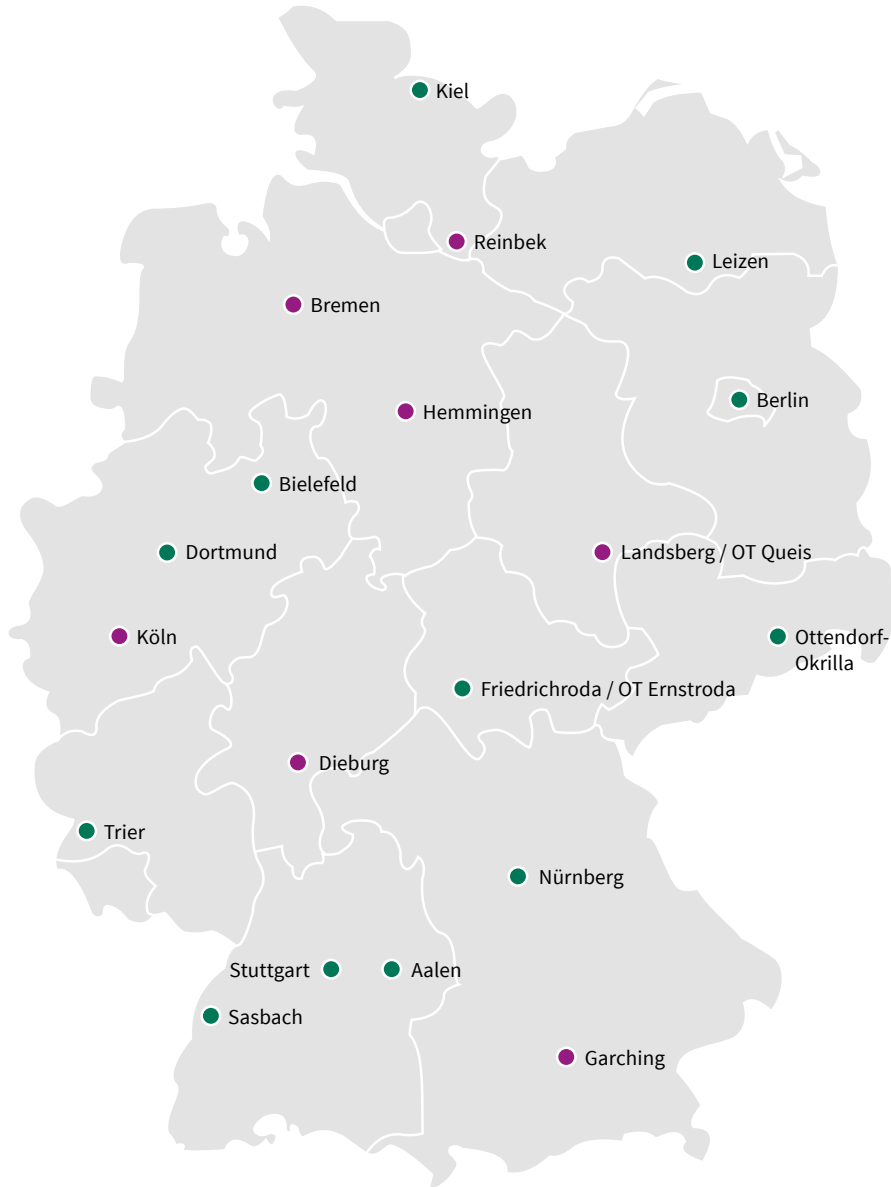 Kiel
Reinbek
Leizen
Bremen
Berlin
Hemmingen
Bielefeld
Dortmund
Landsberg / OT Queis
Köln
Ottendorf-
Okrilla
Friedrichroda / OT Ernstroda
Dieburg
Trier
Nürnberg
Stuttgart
Aalen
Sasbach
Garching